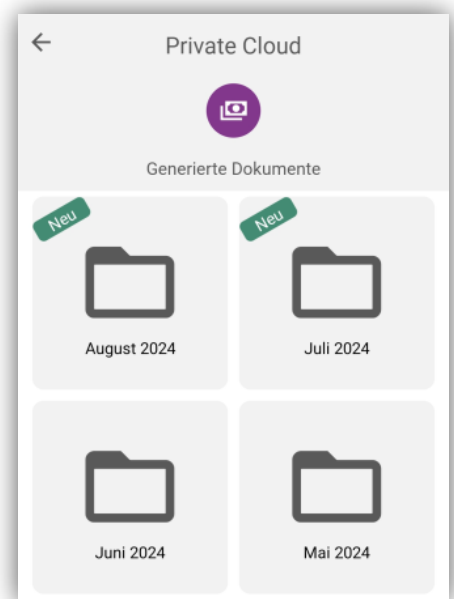 Private Cloud
Generierte Dokumente
Neu
Neu
August 2024
Juli 2024
Juni 2024
Mai 2024